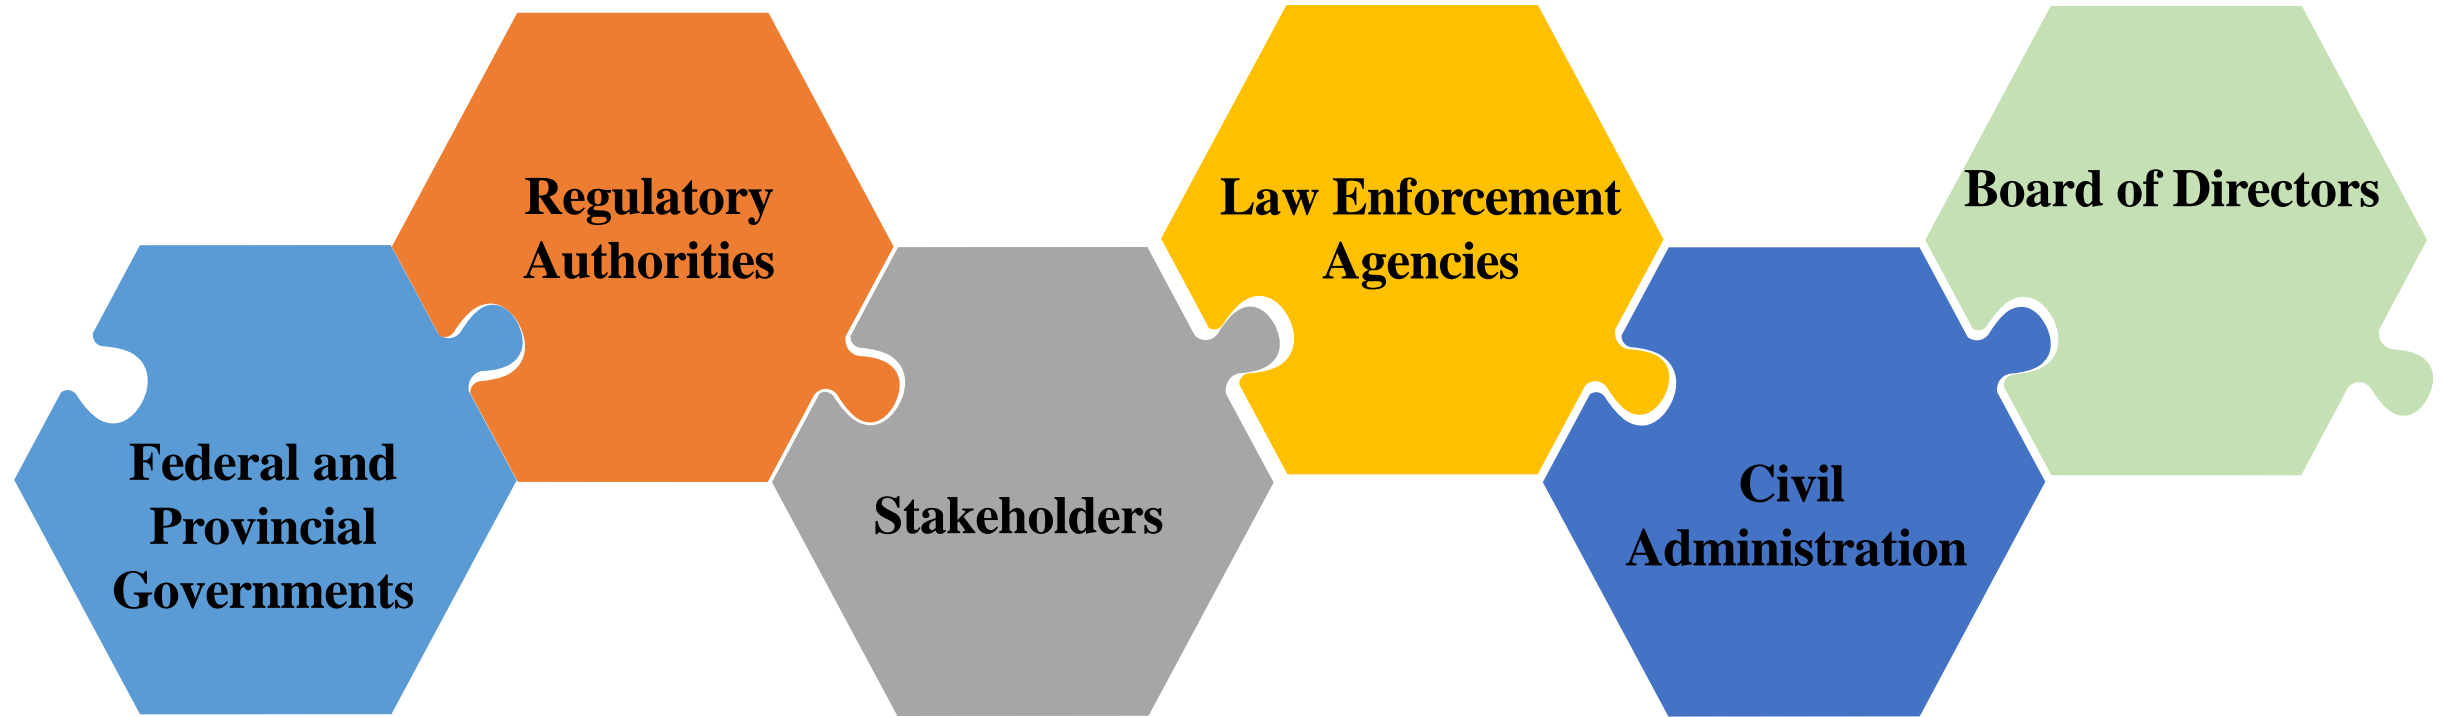 Federal and
Provincial
Governments
Regulatory
Authorities
Stakeholders
Law Enforcement
Agencies
Civil
Administration
Board of Directors